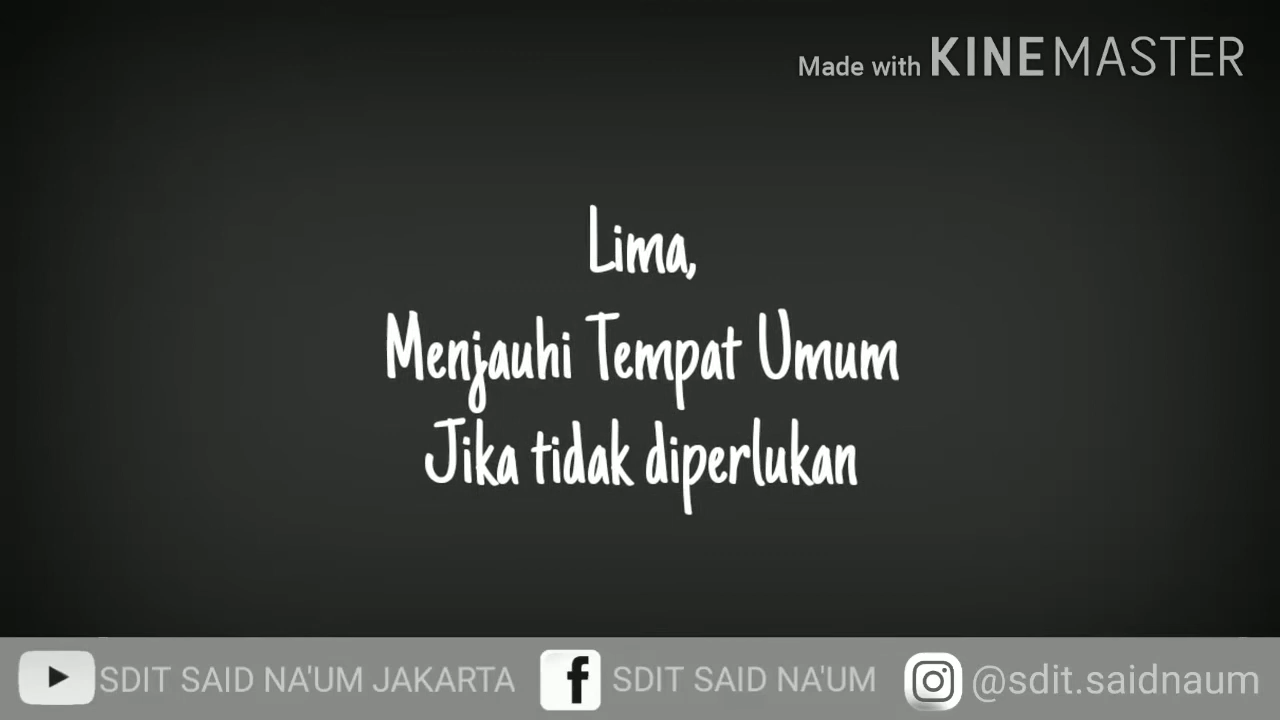 Made with KINEMASTER
Lima,
Menjauhi Tempat Umum
Jika tidak diperlukan
SDIT SAID NA'UM JAKARTA
SDIT SAID NA'UM
@sdit.saidnaum